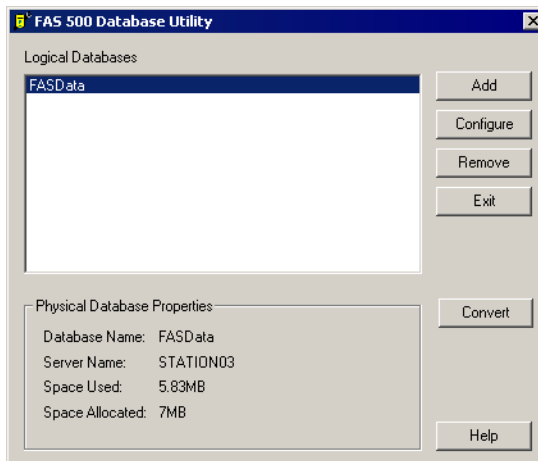 FAS 500 Database Utility
Logical Databases
FASData
Add
Configure
Remove
Exit
Physical Database Properties
Database Name: FASData
Server Name: STATION03
Space Used: 5.83MB
Space Allocated: 7MB
Convert
Help